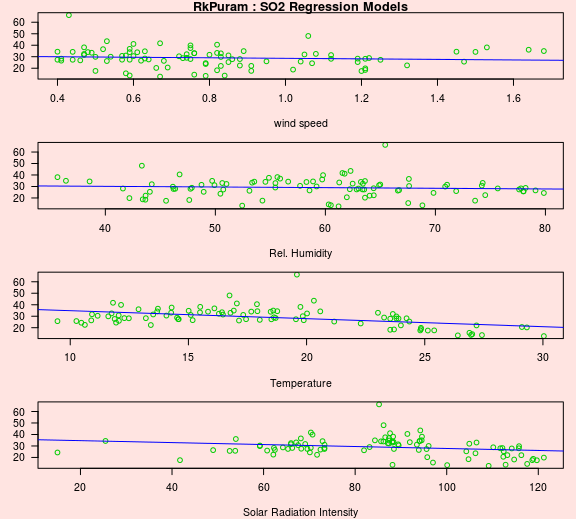 RkPuram : SO2 Regression Models
60
50
40
30
20
0.4 0.6 0.8 1.0 1.2 1.4 1.6
wind speed
60
50
40
30
20
40 50 60 70 80
Rel. Humidity
60
50
40
30
20
10 15 20 25 30
Temperature
60
50
40
30
20
20 40 60 80 100 120
Solar Radiation Intensity